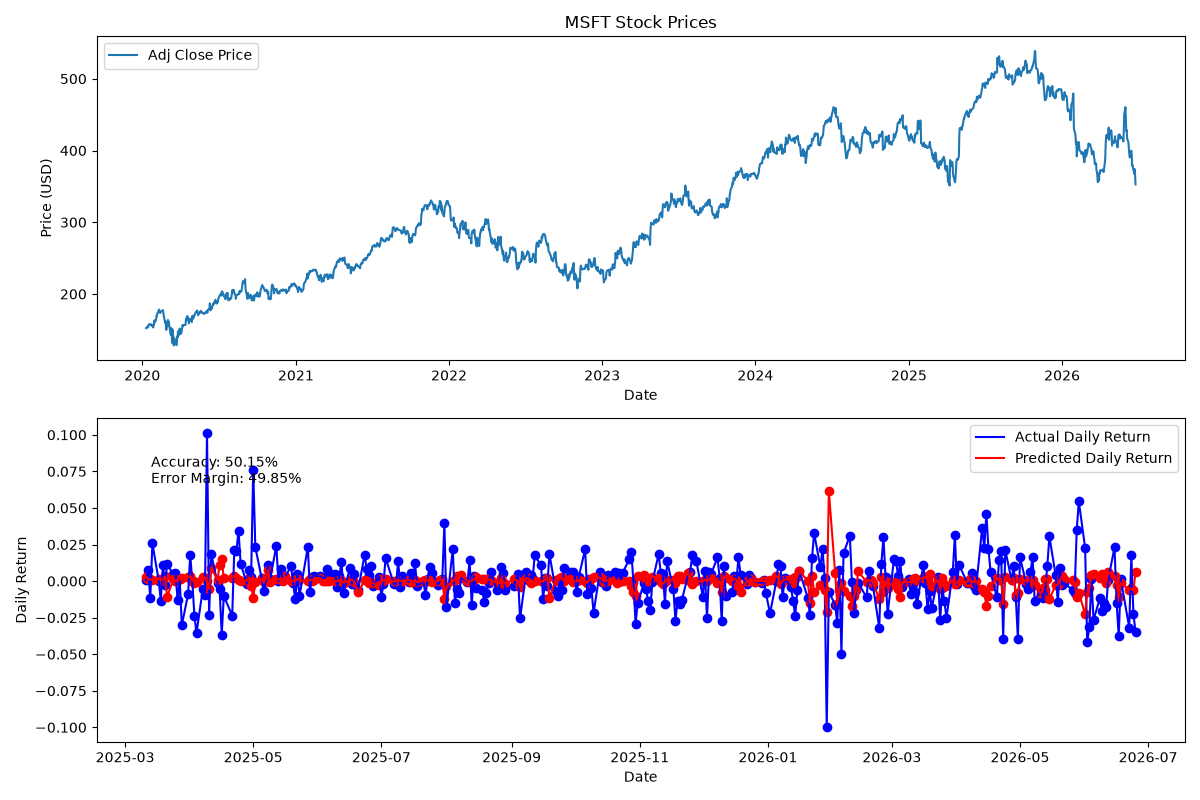 MSFT Stock Prices
Adj Close Price
Price (USD)
500
400
300
200
2020
2021
2022
2023
2024
2025
2026
Date
Actual Daily Return
Predicted Daily Return
Accuracy: 50.15%
Error Margin: 49.85%
Daily Return
0.100
0.075
0.050
0.025
0.000
−0.025
−0.050
−0.075
−0.100
2025-03
2025-05
2025-07
2025-09
2025-11
2026-01
2026-03
2026-05
2026-07
Date